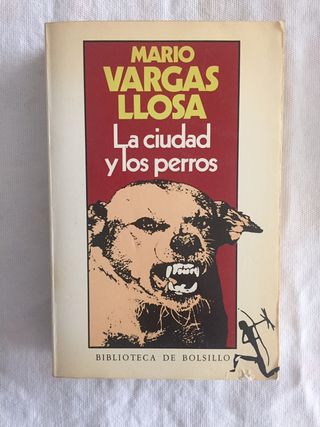 MARIO
VARGAS
LLOSA
La ciudad
y los perros
BIBLIOTECA DE BOLSILLO